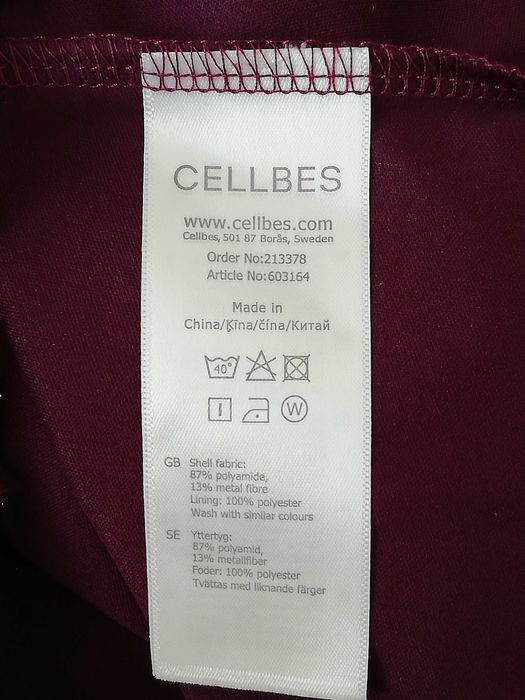 CELLBES
www.cellbes.com
Cellbes, 501 87 Borås, Sweden
Order No:213378
Article No:603164
Made in
China/Ķīna/čína/Китай
40°
W
GB Shell fabric:
87% polyamide,
13% metal fibre
Lining: 100% polyester
Wash with similar colours
SE Yttertyg:
87% polyamid,
13% metallfiber
Foder: 100% polyester
Tvättas med liknande färger